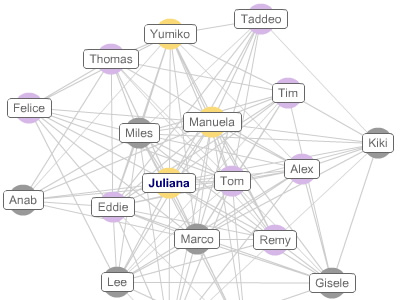 Taddeo
Yumiko
Thomas
Tim
Felice
Manuela
Miles
Kiki
Alex
Juliana
Tom
Anab
Eddie
Marco
Remy
Lee
Gisele